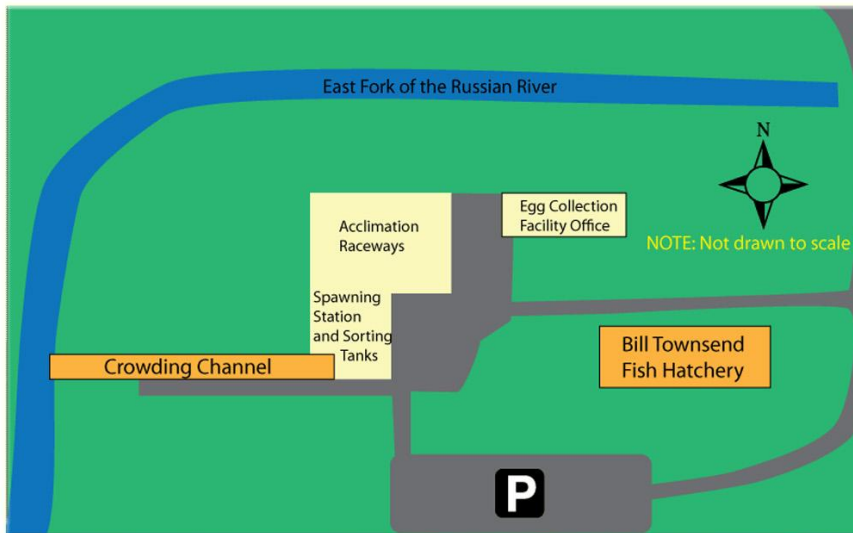 East Fork of the Russian River
N
NOTE: Not drawn to scale
Egg Collection
Facility Office
Acclimation
Raceways
Spawning
Station
and Sorting
Tanks
Crowding Channel
Bill Townsend
Fish Hatchery
P